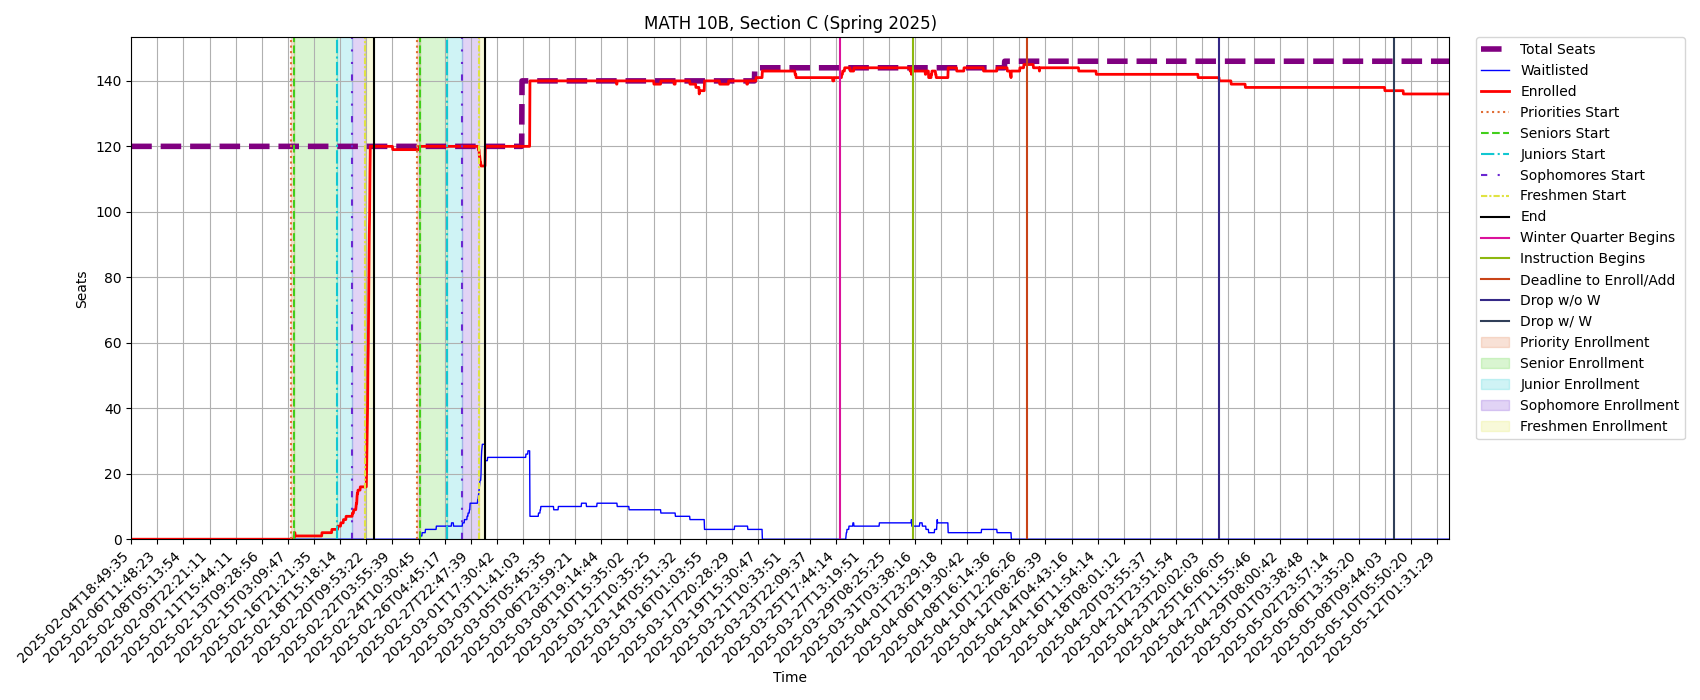 MATH 10B, Section C (Spring 2025)
Seats
140
120
100
80
60
40
20
0
2025-02-04T18:49:35
2025-02-06T11:48:23
2025-02-08T05:13:54
2025-02-09T22:21:11
2025-02-11T15:44:11
2025-02-13T09:28:56
2025-02-15T03:09:47
2025-02-16T21:21:35
2025-02-18T15:18:14
2025-02-20T09:53:22
2025-02-22T03:55:39
2025-02-24T10:30:45
2025-02-26T04:45:17
2025-02-27T22:47:39
2025-03-01T17:30:42
2025-03-03T11:41:03
2025-03-05T05:45:35
2025-03-06T23:59:21
2025-03-08T19:14:44
2025-03-10T15:35:02
2025-03-12T10:35:25
2025-03-14T05:51:32
2025-03-16T01:03:55
2025-03-17T20:28:29
2025-03-19T15:30:47
2025-03-21T10:33:51
2025-03-23T22:09:37
2025-03-25T17:44:14
2025-03-27T13:19:51
2025-03-29T08:25:25
2025-03-31T03:38:16
2025-04-01T23:29:18
2025-04-06T19:30:42
2025-04-08T16:14:36
2025-04-10T12:26:26
2025-04-12T08:26:39
2025-04-14T04:43:16
2025-04-16T11:54:14
2025-04-18T08:01:12
2025-04-20T03:55:37
2025-04-21T23:51:54
2025-04-23T20:02:03
2025-04-25T16:06:05
2025-04-27T11:55:46
2025-04-29T08:00:42
2025-05-01T03:38:48
2025-05-02T23:57:14
2025-05-06T13:35:20
2025-05-08T09:44:03
2025-05-10T05:50:20
2025-05-12T01:31:29
Time
Total Seats
Waitlisted
Enrolled
Priorities Start
Seniors Start
Juniors Start
Sophomores Start
Freshmen Start
End
Winter Quarter Begins
Instruction Begins
Deadline to Enroll/Add
Drop w/o W
Drop w/ W
Priority Enrollment
Senior Enrollment
Junior Enrollment
Sophomore Enrollment
Freshmen Enrollment